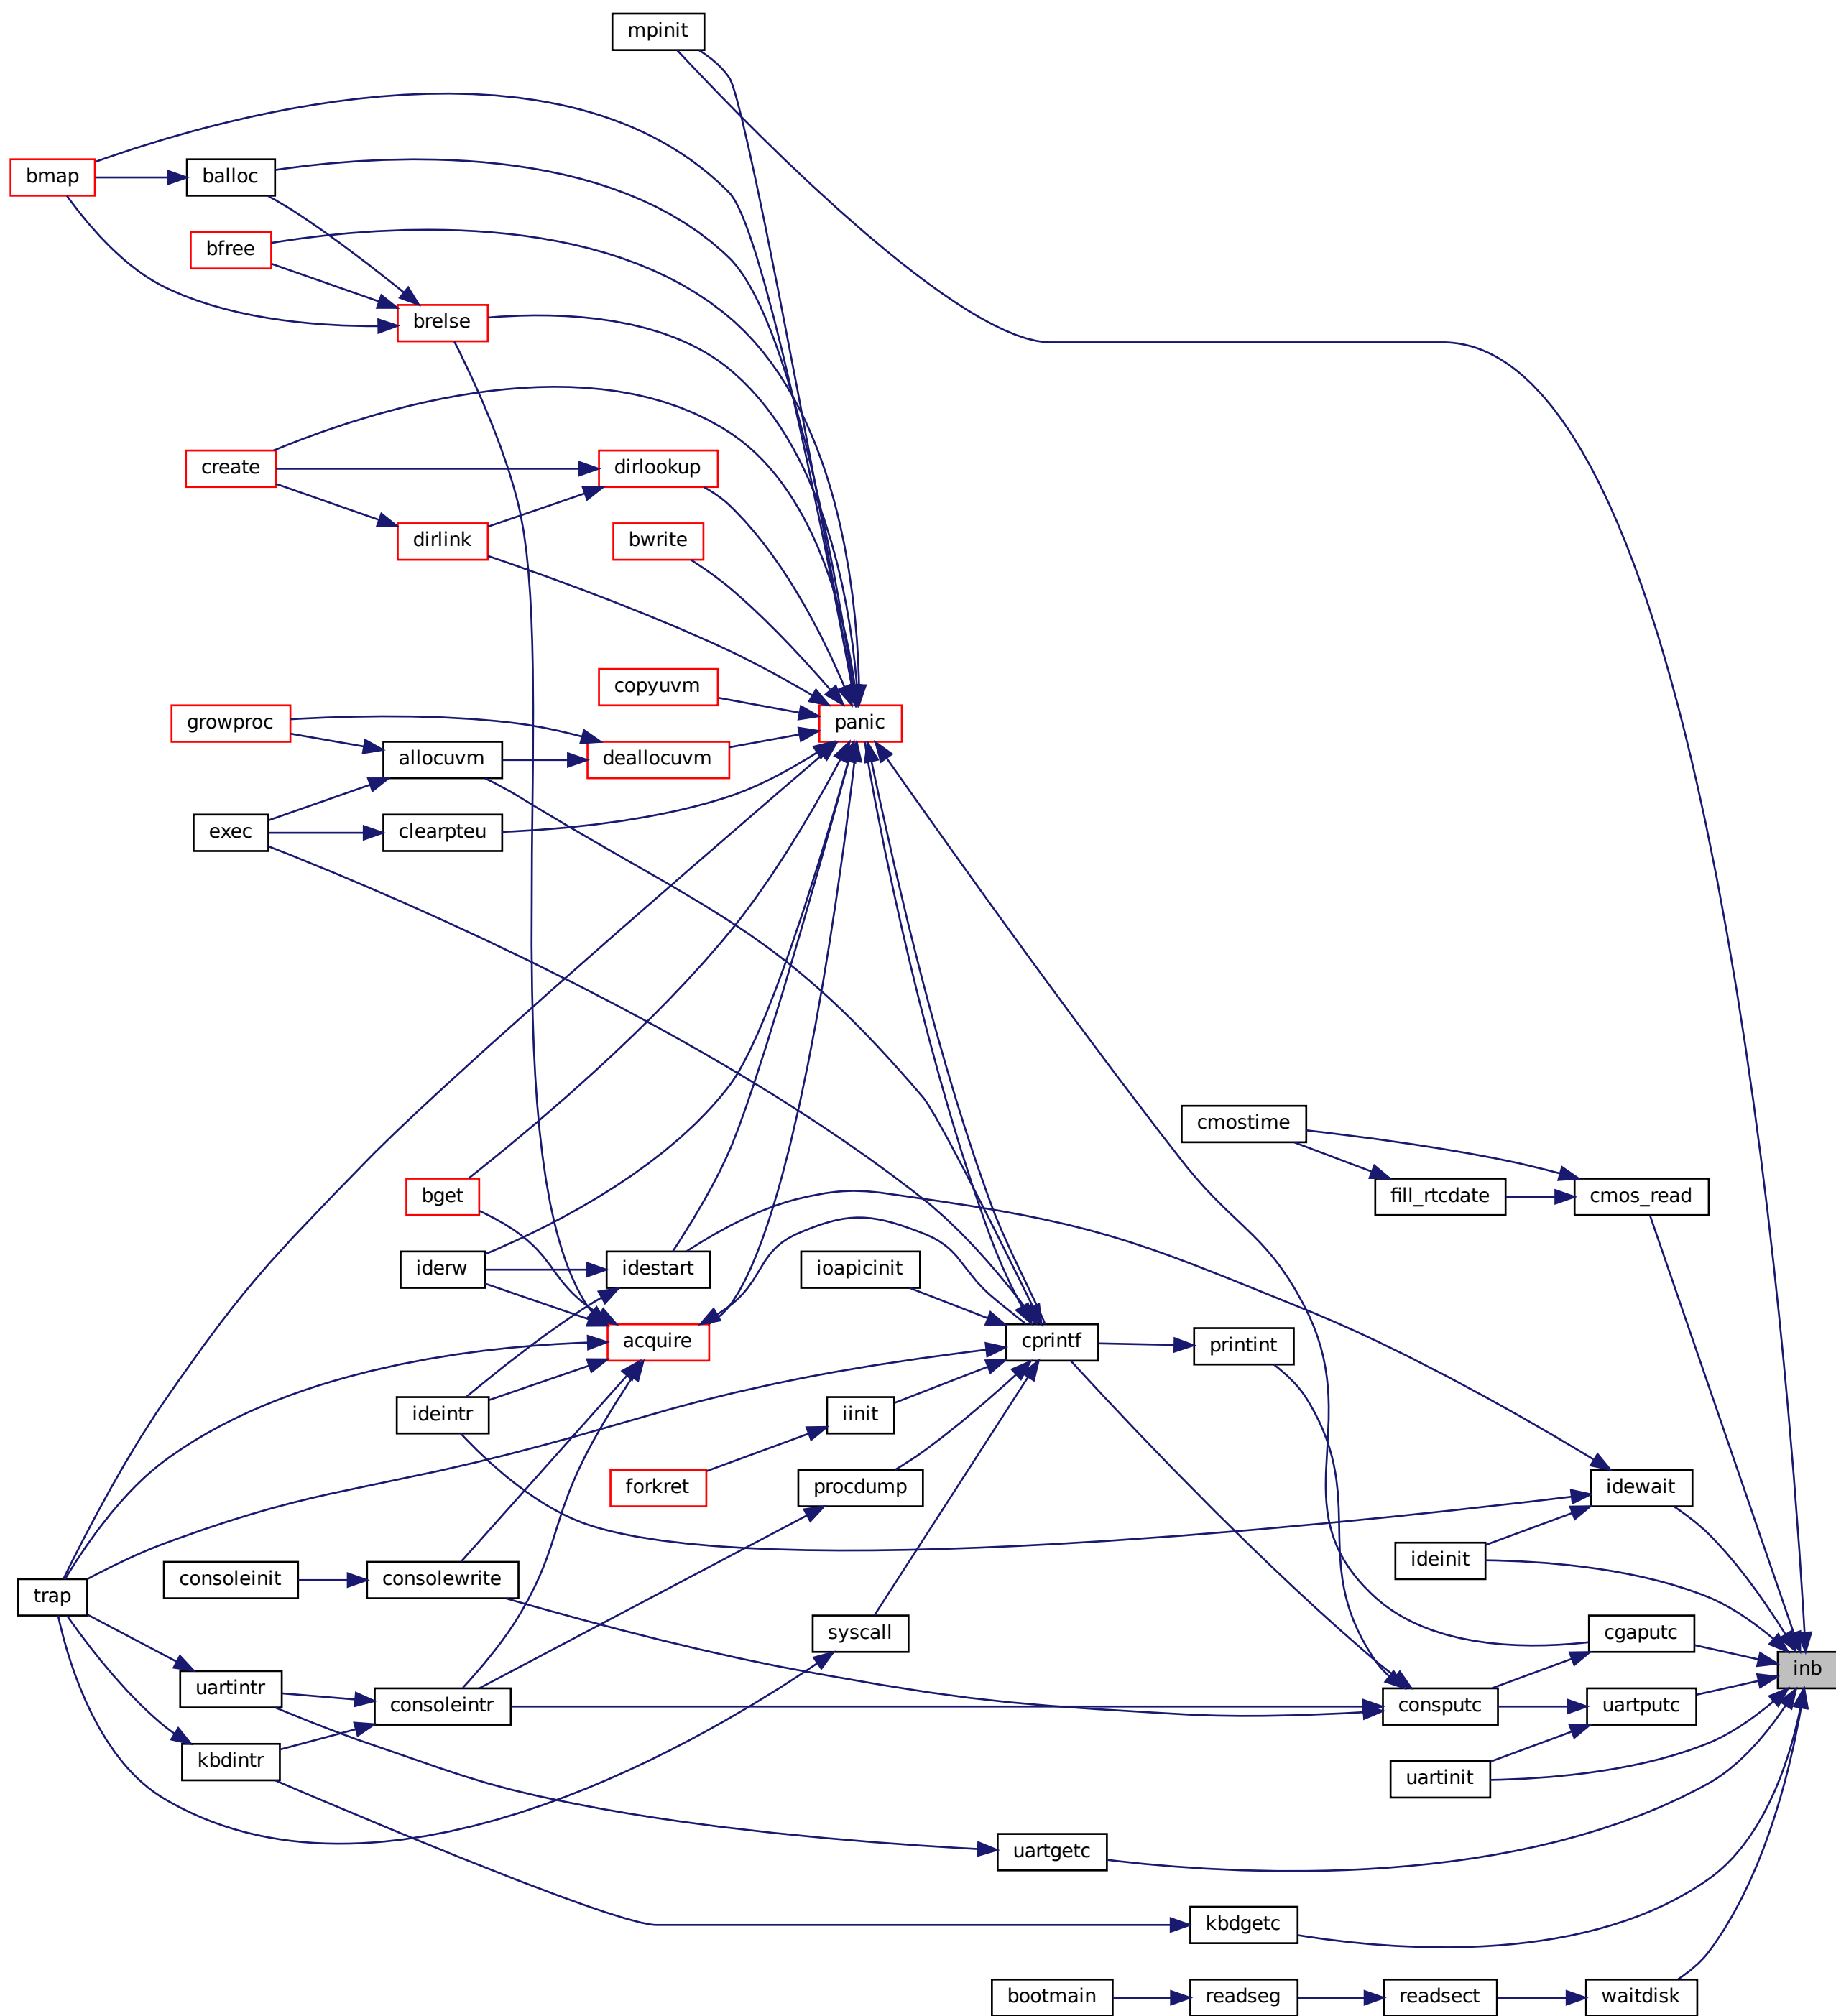 mpinit
bmap
balloc
bfree
brelse
create
dirlookup
dirlink
bwrite
copyuvm
growproc
panic
allocuvm
deallocuvm
exec
clearpteu
cmostime
bget
fill_rtcdate
cmos_read
iderw
idestart
ioapicinit
acquire
cprintf
printint
ideintr
iinit
forkret
procdump
idewait
ideinit
consoleinit
consolewrite
trap
syscall
cgaputc
inb
uartintr
consoleintr
consputc
uartputc
kbdintr
uartinit
uartgetc
kbdgetc
bootmain
readseg
readsect
waitdisk